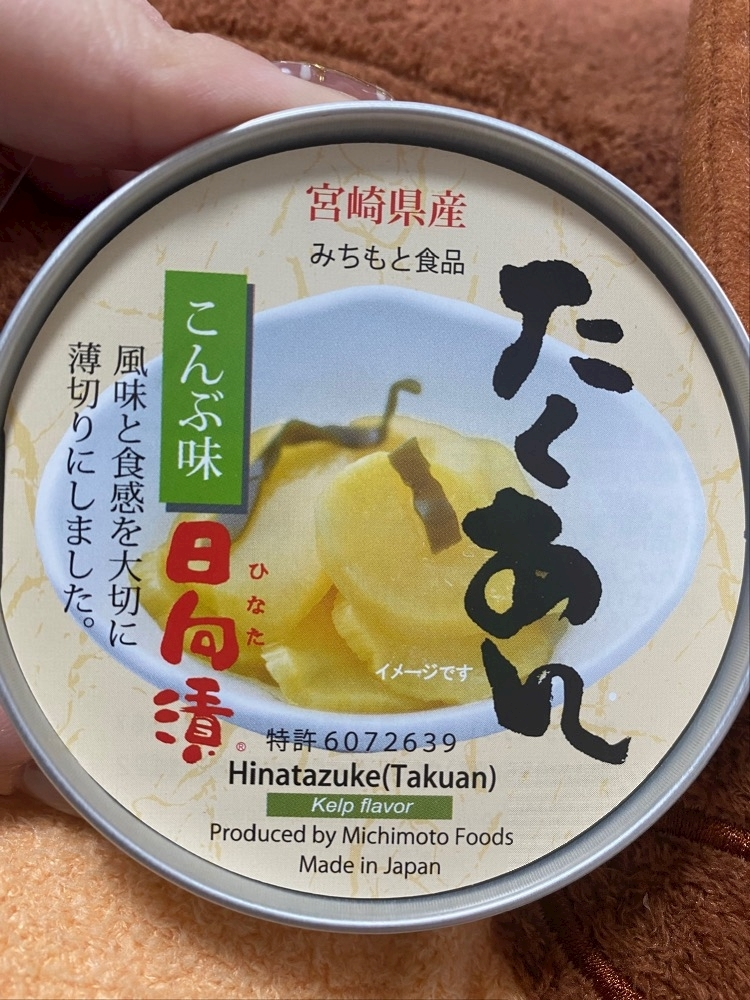 宮崎県産
みちもと食品
たくあん
こんぶ味
日向漬
ひなた
®
風味と食感を大切に
薄切りにしました。
イメージです
特許6072639
Hinatazuke(Takuan)
Kelp flavor
Produced by Michimoto Foods
Made in Japan